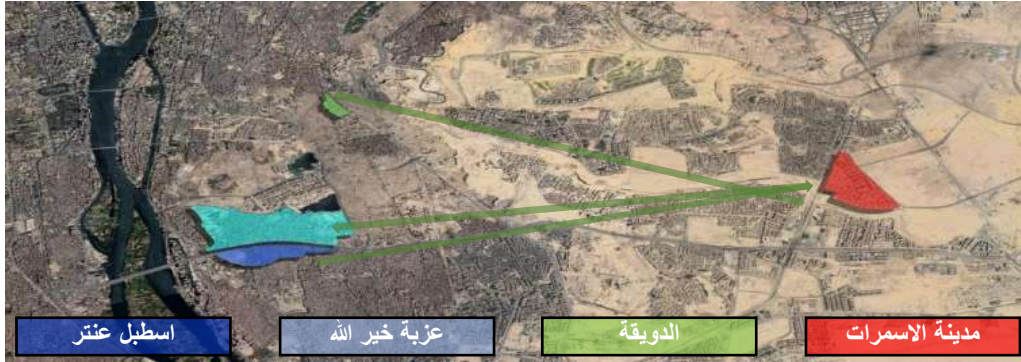 مدينة الاسمرات
الدويقة
عزبة خير الله
اسطبل عنتر